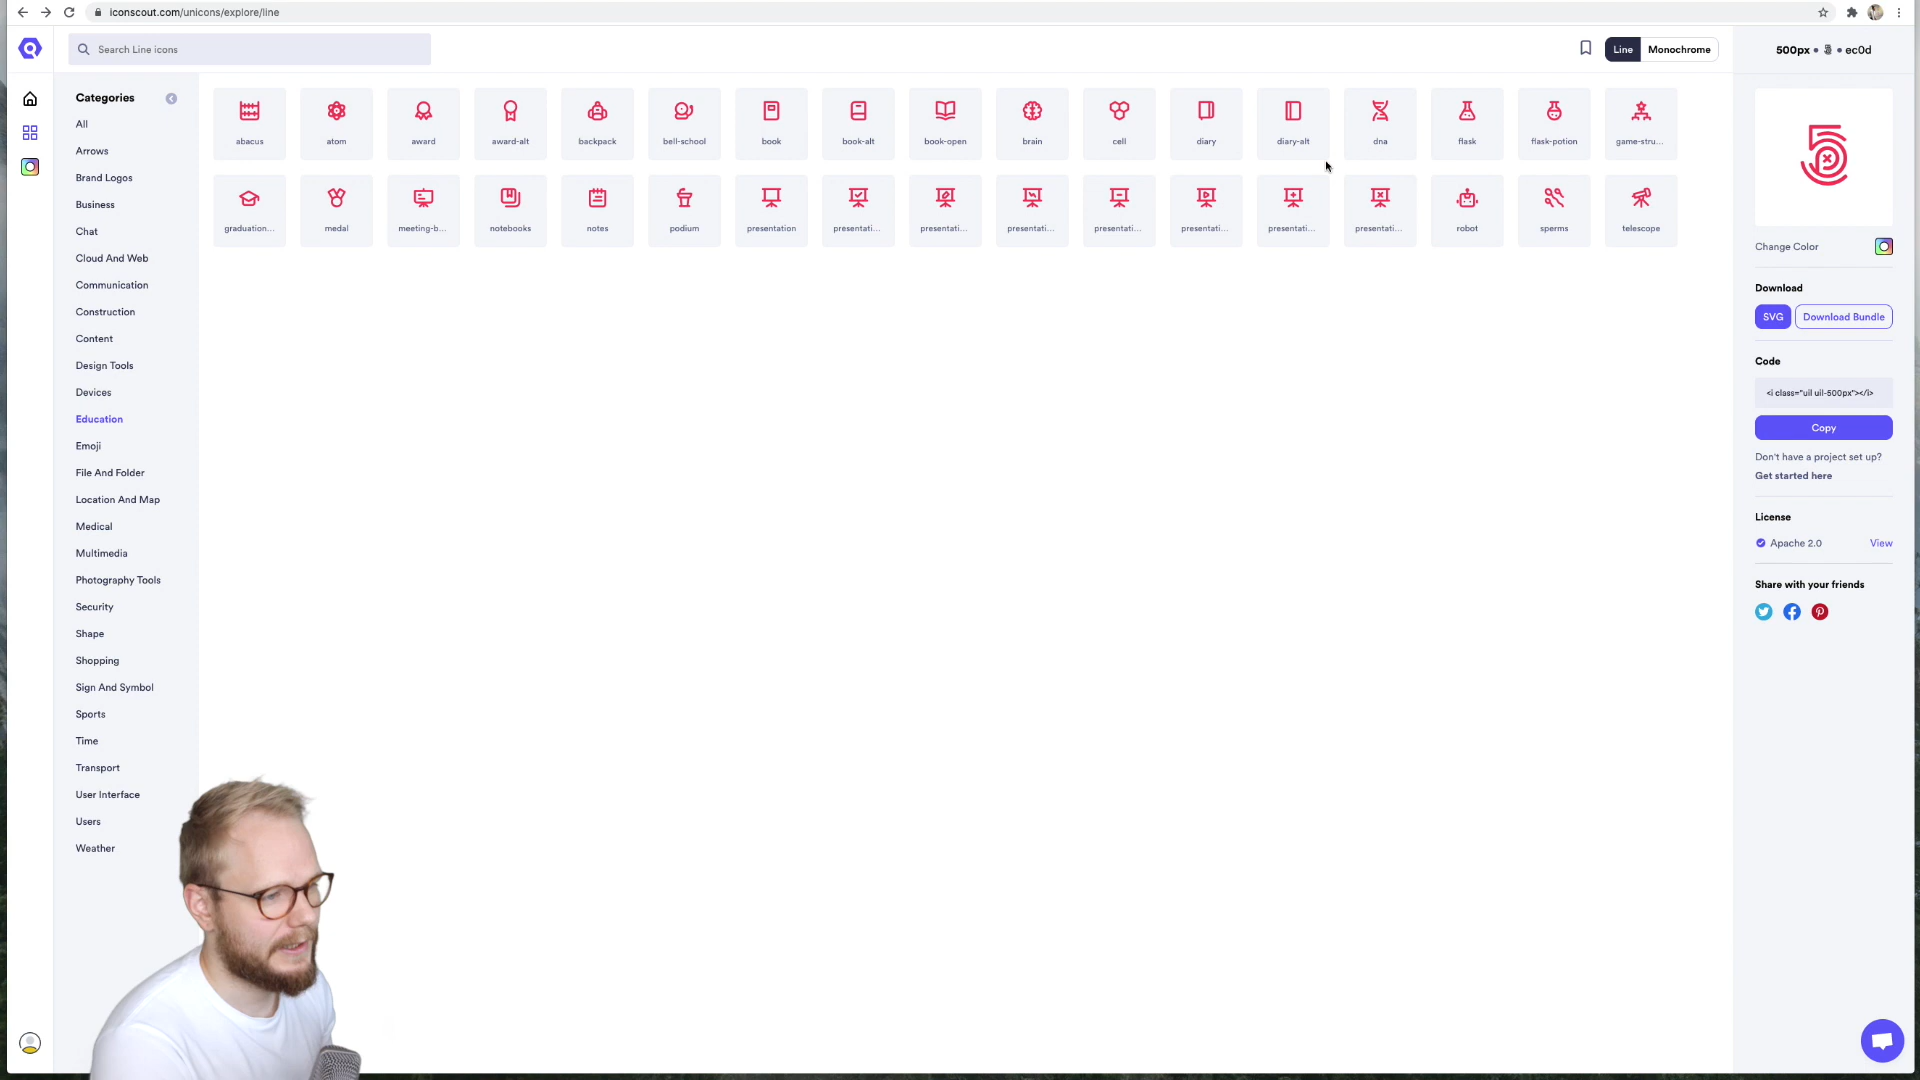 iconscout.com/unicons/explore/line
Search Line icons
Line
Monochrome
500px • ec0d
Categories
All
Arrows
Brand Logos
Business
Chat
Cloud And Web
Communication
Construction
Content
Design Tools
Devices
Education
Emoji
File And Folder
Location And Map
Medical
Multimedia
Photography Tools
Security
Shape
Shopping
Sign And Symbol
Sports
Time
Transport
User Interface
Users
Weather
abacus atom award award-alt backpack bell-school book book-alt book-open brain cell diary diary-alt dna flask flask-potion game-stru...
graduation... medal meeting-b... notebooks notes podium presentation presentati... presentati... presentati... presentati... presentati... presentati... presentati... robot sperms telescope
Change Color
Download
SVG Download Bundle
Code
<i class="uil uil-500px"></i>
Copy
Don't have a project set up?
Get started here
License
Apache 2.0 View
Share with your friends